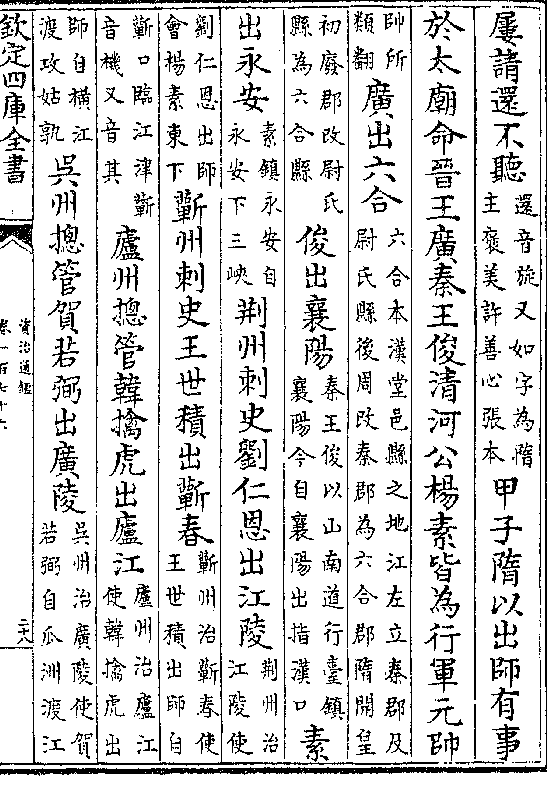 屢請還不聽還音旋又如字為隋主褒美許善心張本甲子隋以出師有事
於太廟命晉王廣秦王俊清河公楊素皆為行軍元帥
帥所類翻廣出六合六合本漢堂邑縣之地江左立秦郡及尉氏縣後周改秦郡為六合郡隋開皇
初廢郡改尉氏縣為六合縣俊出襄陽秦王俊以山南道行臺鎮襄陽今自襄陽出指漢口素
出永安素鎮永安自永安下三峽荆州刺史劉仁恩出江陵荆州治江陵使
劉仁恩出師會楊素東下蘄州刺史王世積出蘄春蘄州治蘄春使王世積出師自
蘄口臨江津蘄音機又音其廬州摠管韓擒虎出廬江廬州治廬江使韓擒虎出
師自橫江渡攻姑孰吳州摠管賀若弼出廣陵吳州治廣陵使賀若弼自瓜洲渡江
欽定四庫全書
資治通鑑
卷一百七十六
二十八